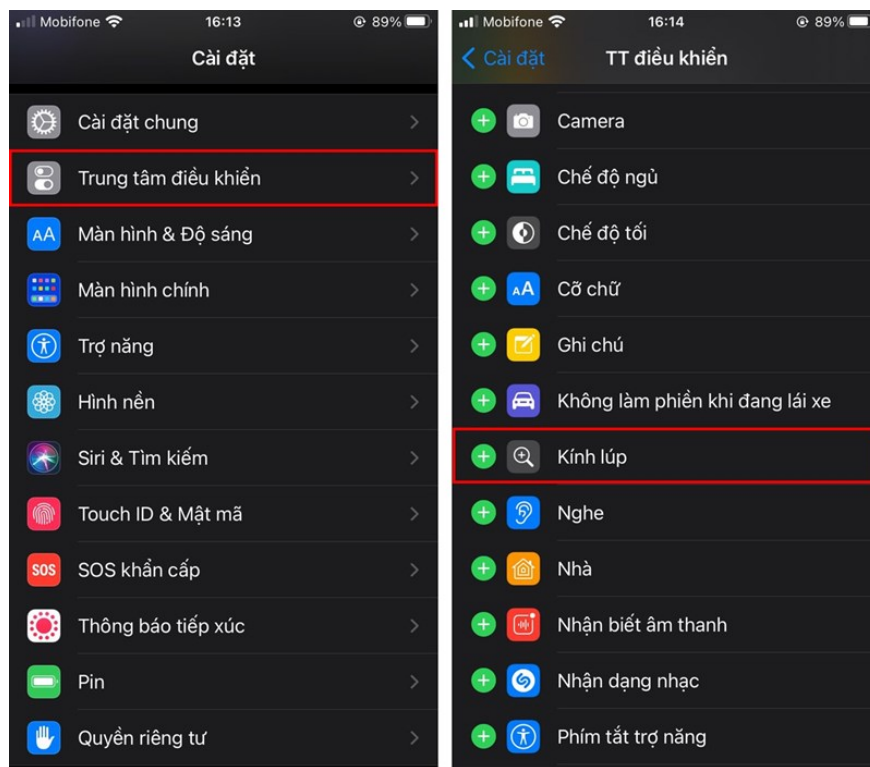 Mobifone 16:13 89%
Cài đặt
Cài đặt chung
Trung tâm điều khiển
AA Màn hình & Độ sáng
Màn hình chính
Trợ năng
Hình nền
Siri & Tìm kiếm
Touch ID & Mật mã
SOS SOS khẩn cấp
Thông báo tiếp xúc
Pin
Quyền riêng tư
Mobifone 16:14 89%
Cài đặt TT điều khiển
Camera
Chế độ ngủ
Chế độ tối
AA Cỡ chữ
Ghi chú
Không làm phiền khi đang lái xe
Kính lúp
Nghe
Nhà
Nhận biết âm thanh
Nhận dạng nhạc
Phím tắt trợ năng